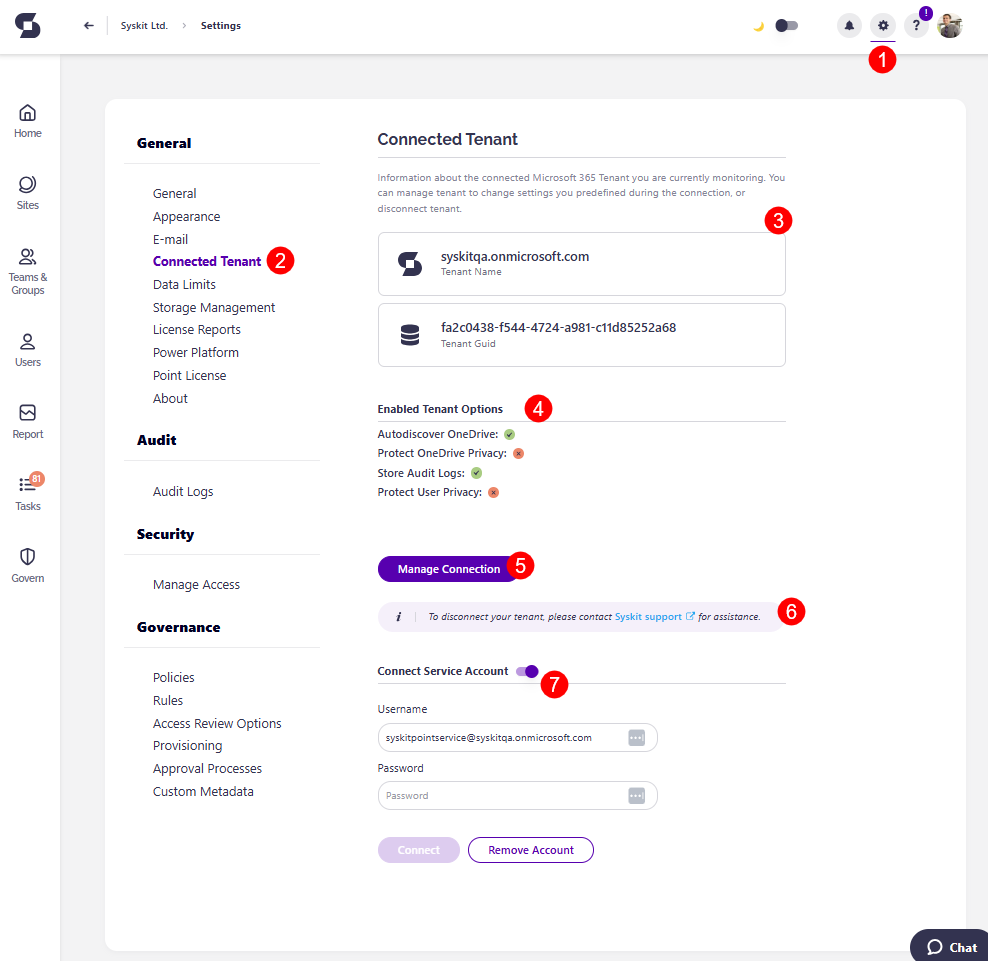 Syskit Ltd. > Settings
?
!
1
Home
Sites
Teams &
Groups
Users
Report
81
Tasks
Govern
General
General
Appearance
E-mail
Connected Tenant 2
Data Limits
Storage Management
License Reports
Power Platform
Point License
About
Audit
Audit Logs
Security
Manage Access
Governance
Policies
Rules
Access Review Options
Provisioning
Approval Processes
Custom Metadata
Connected Tenant
Information about the connected Microsoft 365 Tenant you are currently monitoring. You
can manage tenant to change settings you predefined during the connection, or
disconnect tenant.
3
syskitqa.onmicrosoft.com
Tenant Name
fa2c0438-f544-4724-a981-c11d85252a68
Tenant Guid
Enabled Tenant Options 4
Autodiscover OneDrive:
Protect OneDrive Privacy:
Store Audit Logs:
Protect User Privacy:
Manage Connection 5
i To disconnect your tenant, please contact Syskit support for assistance. 6
Connect Service Account
7
Username
syskitpointservice@syskitqa.onmicrosoft.com
Password
Password
Connect Remove Account
Chat